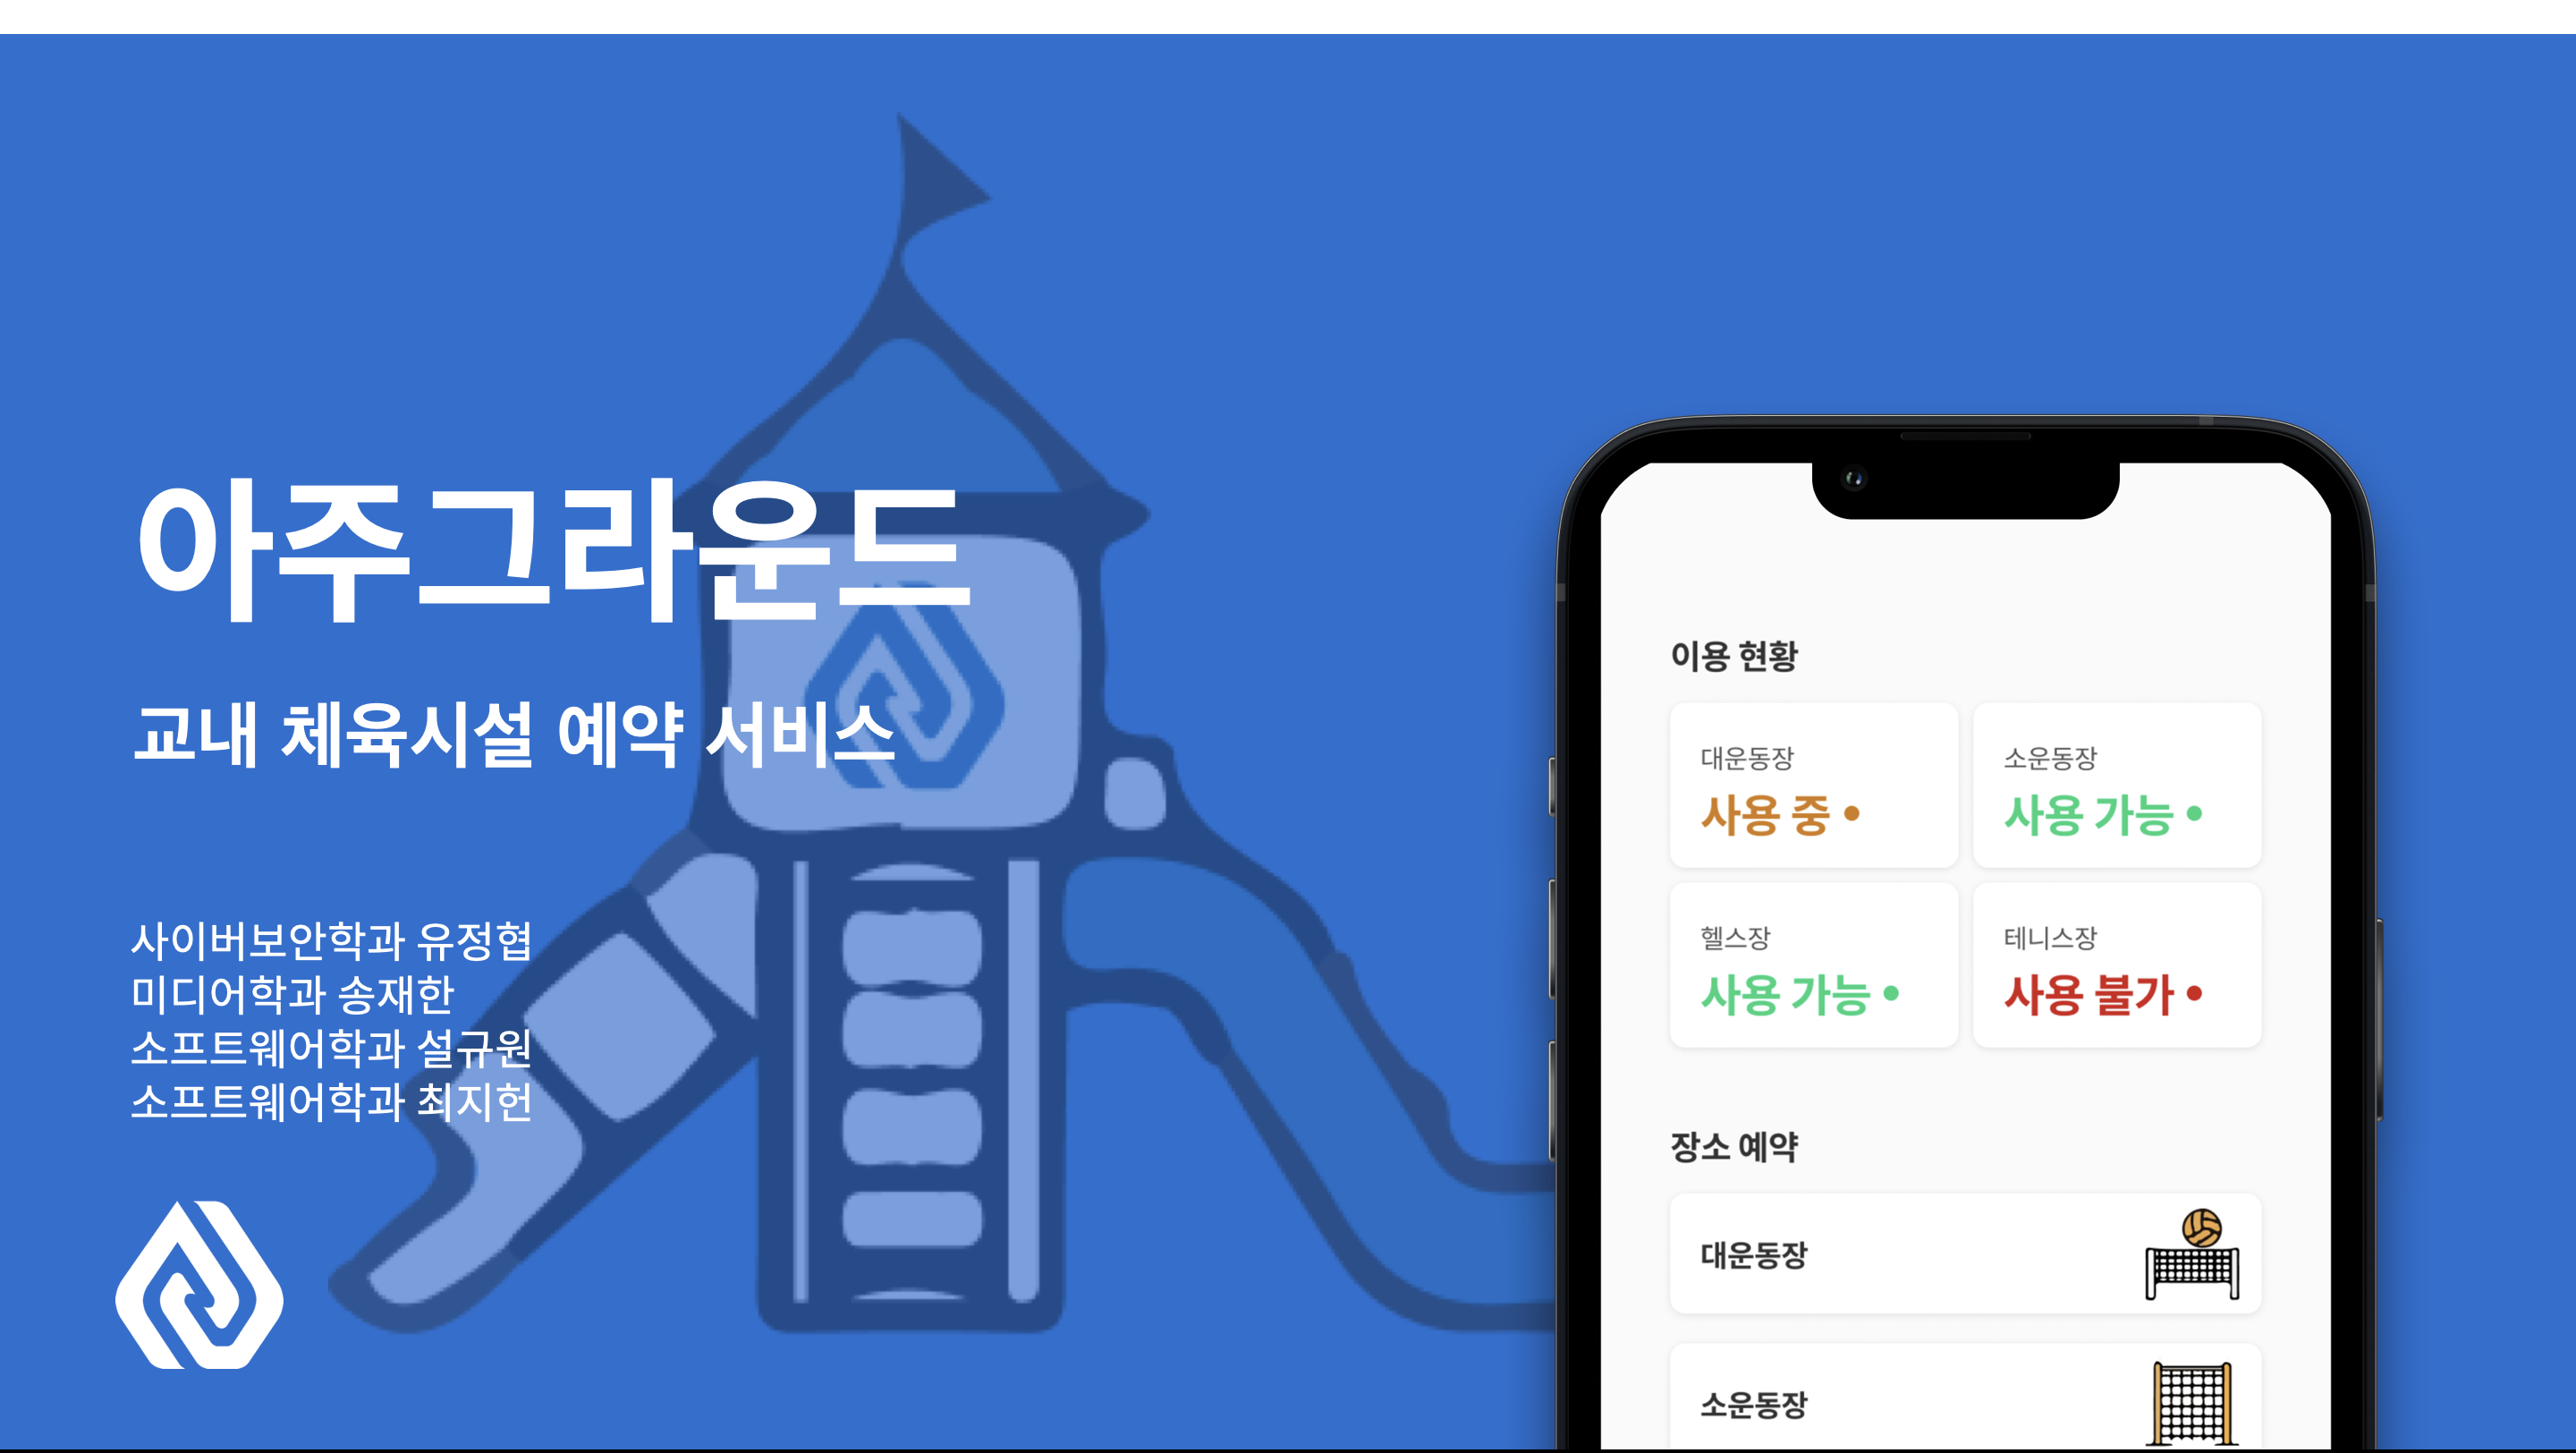 아주그라운드
교내 체육시설 예약 서비스
사이버보안학과 유정협
미디어학과 송재한
소프트웨어학과 설규원
소프트웨어학과 최지헌
이용 현황
대운동장
사용 중
소운동장
사용 가능
헬스장
사용 가능
테니스장
사용 불가
장소 예약
대운동장
소운동장